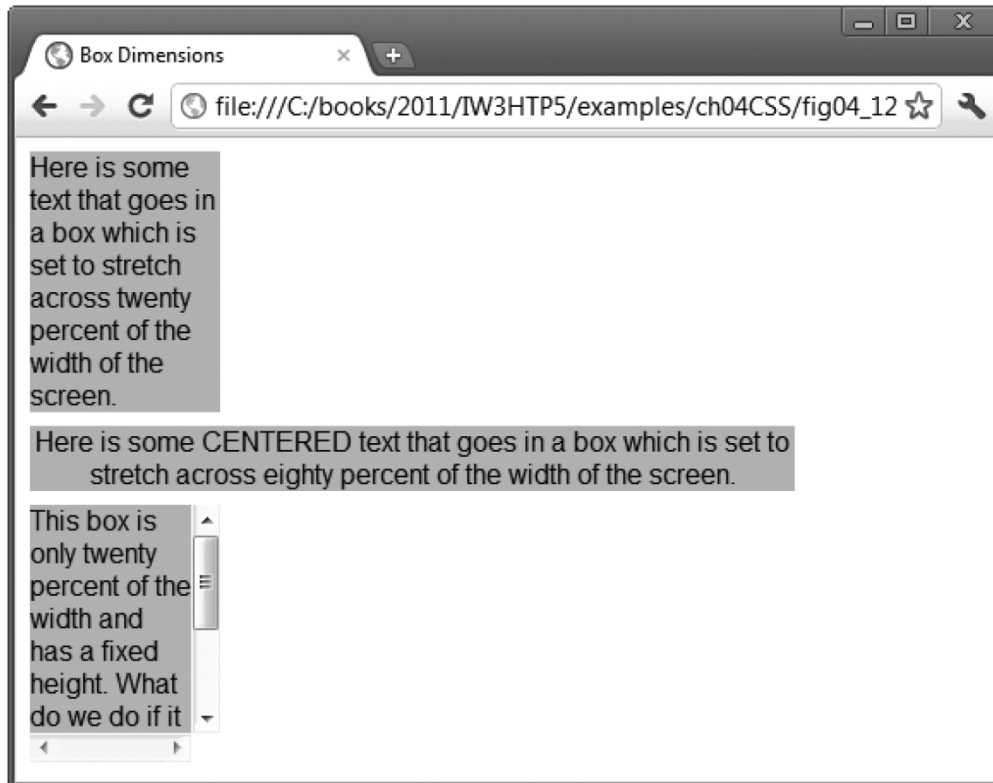 Box Dimensions
file:///C:/books/2011/IW3HTP5/examples/ch04CSS/fig04_12
Here is some
text that goes in
a box which is
set to stretch
across twenty
percent of the
width of the
screen.
Here is some CENTERED text that goes in a box which is set to
stretch across eighty percent of the width of the screen.
This box is
only twenty
percent of the
width and
has a fixed
height. What
do we do if it